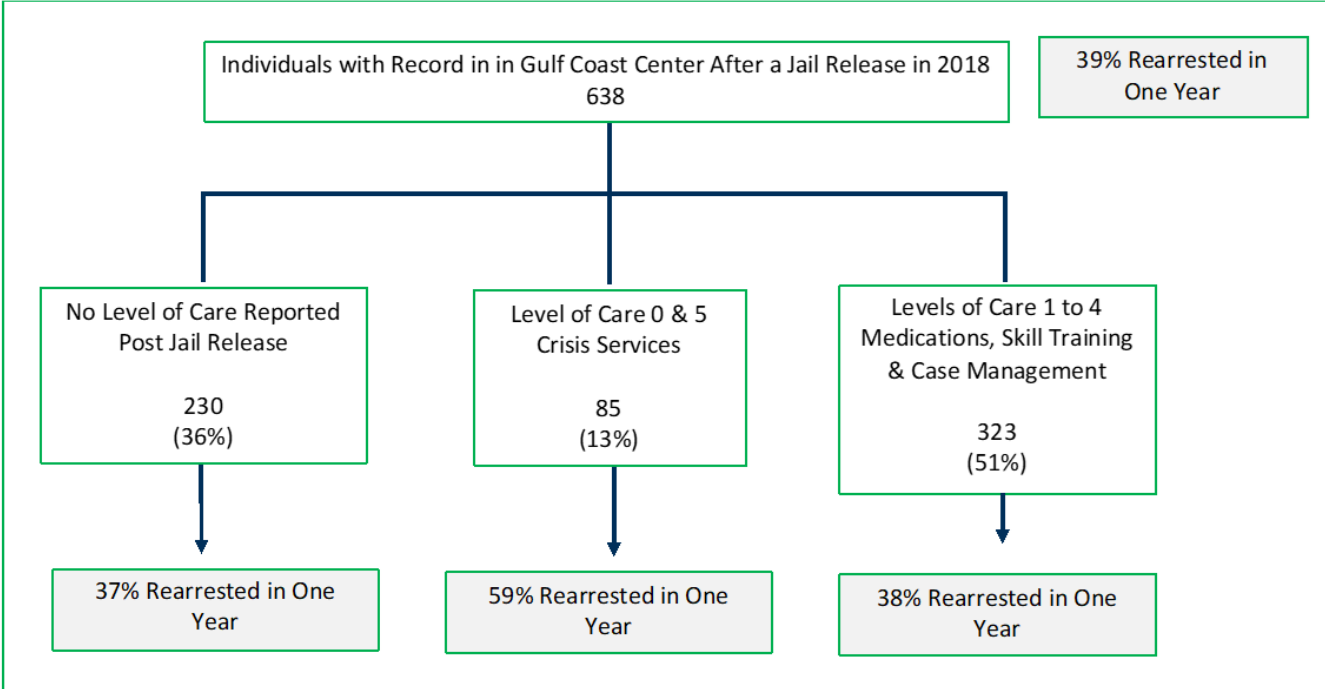 Individuals with Record in in Gulf Coast Center After a Jail Release in 2018
638
39% Rearrested in
One Year
No Level of Care Reported
Post Jail Release
230
(36%)
Level of Care 0 & 5
Crisis Services
85
(13%)
Levels of Care 1 to 4
Medications, Skill Training
& Case Management
323
(51%)
37% Rearrested in One
Year
59% Rearrested in One
Year
38% Rearrested in One
Year